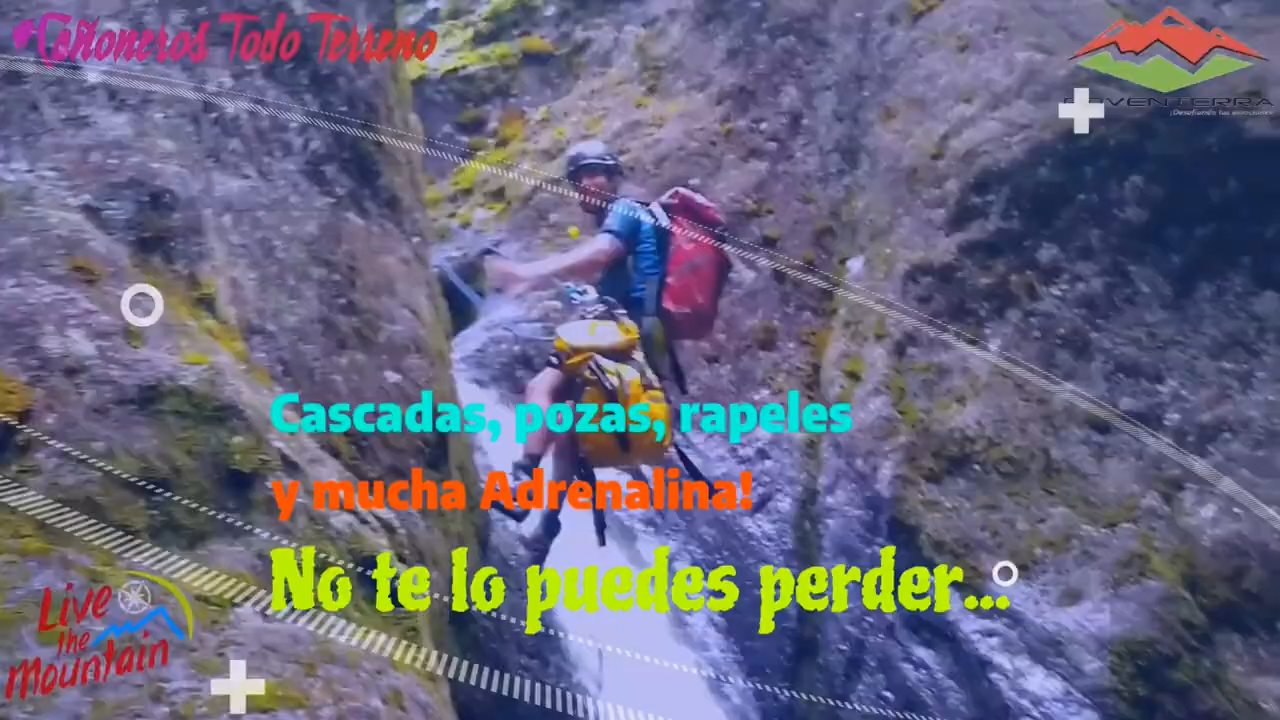 Cañoneros Todo Terreno
VENTERRA
Cascadas, pozas, rapeles
y mucha Adrenalina!
No te lo puedes perder...
Live
the
Mountain